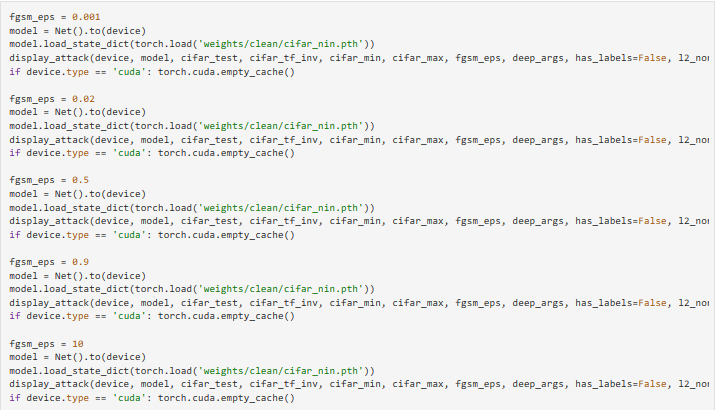 fgsm_eps = 0.001
model = Net().to(device)
model.load_state_dict(torch.load('weights/clean/cifar_nin.pth'))
display_attack(device, model, cifar_test, cifar_tf_inv, cifar_min, cifar_max, fgsm_eps, deep_args, has_labels=False, l2_nor
if device.type == 'cuda': torch.cuda.empty_cache()
fgsm_eps = 0.02
model = Net().to(device)
model.load_state_dict(torch.load('weights/clean/cifar_nin.pth'))
display_attack(device, model, cifar_test, cifar_tf_inv, cifar_min, cifar_max, fgsm_eps, deep_args, has_labels=False, l2_nor
if device.type == 'cuda': torch.cuda.empty_cache()
fgsm_eps = 0.5
model = Net().to(device)
model.load_state_dict(torch.load('weights/clean/cifar_nin.pth'))
display_attack(device, model, cifar_test, cifar_tf_inv, cifar_min, cifar_max, fgsm_eps, deep_args, has_labels=False, l2_nor
if device.type == 'cuda': torch.cuda.empty_cache()
fgsm_eps = 0.9
model = Net().to(device)
model.load_state_dict(torch.load('weights/clean/cifar_nin.pth'))
display_attack(device, model, cifar_test, cifar_tf_inv, cifar_min, cifar_max, fgsm_eps, deep_args, has_labels=False, l2_nor
if device.type == 'cuda': torch.cuda.empty_cache()
fgsm_eps = 10
model = Net().to(device)
model.load_state_dict(torch.load('weights/clean/cifar_nin.pth'))
display_attack(device, model, cifar_test, cifar_tf_inv, cifar_min, cifar_max, fgsm_eps, deep_args, has_labels=False, l2_nor
if device.type == 'cuda': torch.cuda.empty_cache()